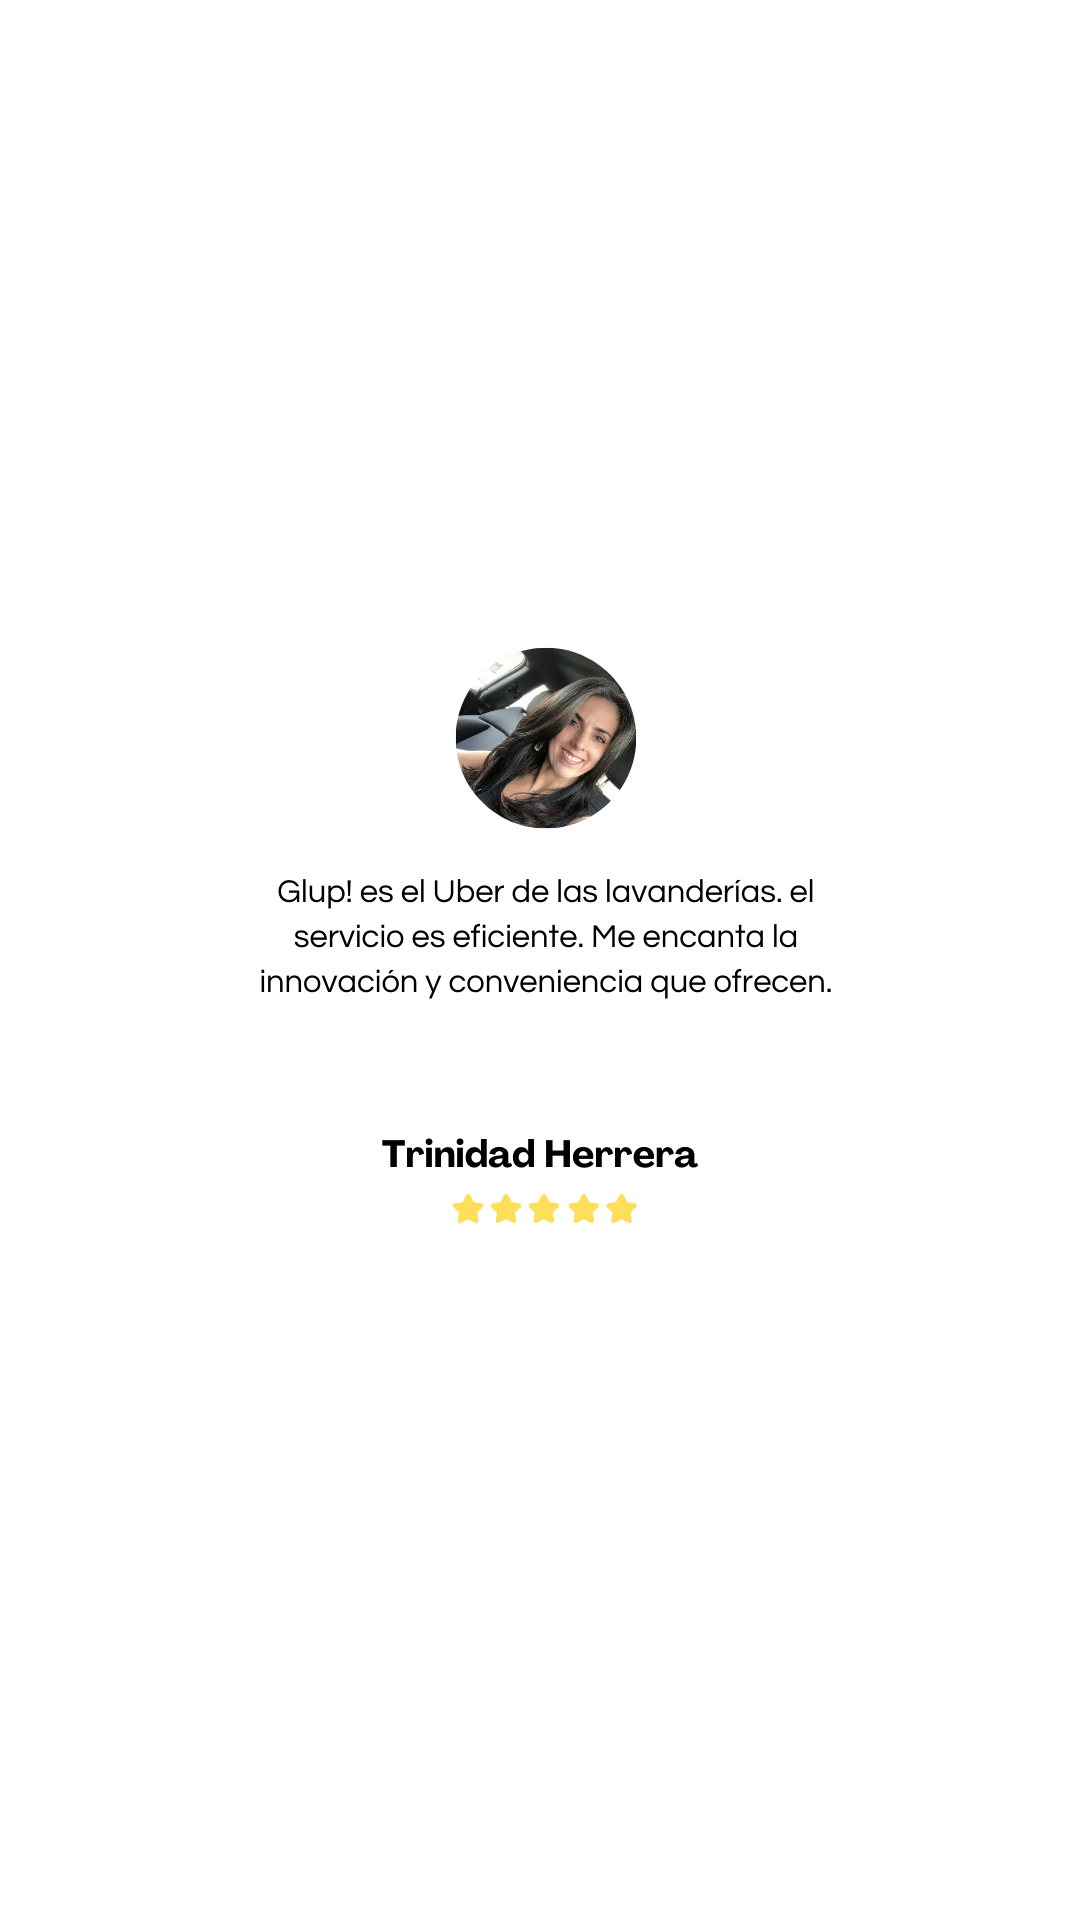 Glup! es el Uber de las lavanderías. el
servicio es eficiente. Me encanta la
innovación y conveniencia que ofrecen.
Trinidad Herrera